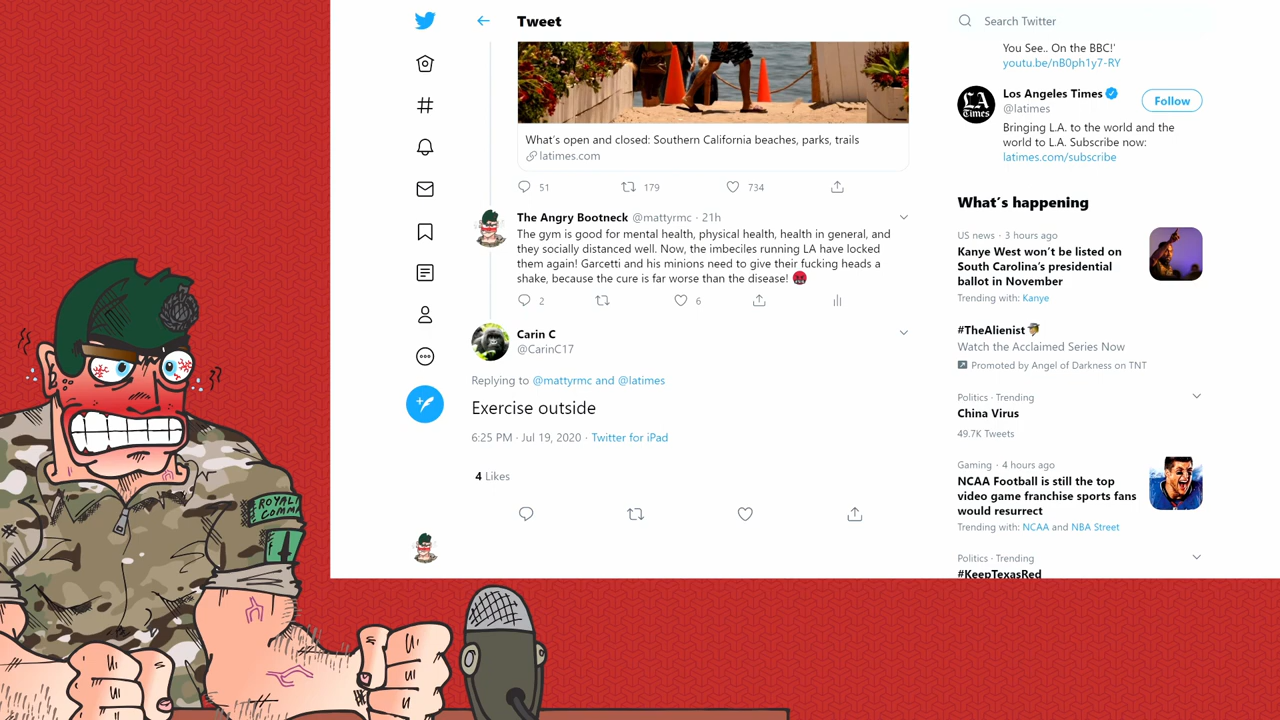 Tweet
What's open and closed: Southern California beaches, parks, trails
latimes.com
51 179 734
The Angry Bootneck @mattyrmc · 21h
The gym is good for mental health, physical health, health in general, and
they socially distanced well. Now, the imbeciles running LA have locked
them again! Garcetti and his minions need to give their fucking heads a
shake, because the cure is far worse than the disease! 🤬
2 6
Carin C
@CarinC17
Replying to @mattyrmc and @latimes
Exercise outside
6:25 PM · Jul 19, 2020 · Twitter for iPad
4 Likes
Search Twitter
You See.. On the BBC!'
youtu.be/nB0ph1y7-RY
Los Angeles Times
@latimes
Follow
Bringing L.A. to the world and the
world to L.A. Subscribe now:
latimes.com/subscribe
What's happening
US news · 3 hours ago
Kanye West won't be listed on
South Carolina's presidential
ballot in November
Trending with: Kanye
#TheAlienist
Watch the Acclaimed Series Now
Promoted by Angel of Darkness on TNT
Politics · Trending
China Virus
49.7K Tweets
Gaming · 4 hours ago
NCAA Football is still the top
video game franchise sports fans
would resurrect
Trending with: NCAA and NBA Street
Politics · Trending
#KeepTexasRed
LA
Times
ROYAL
COMMA